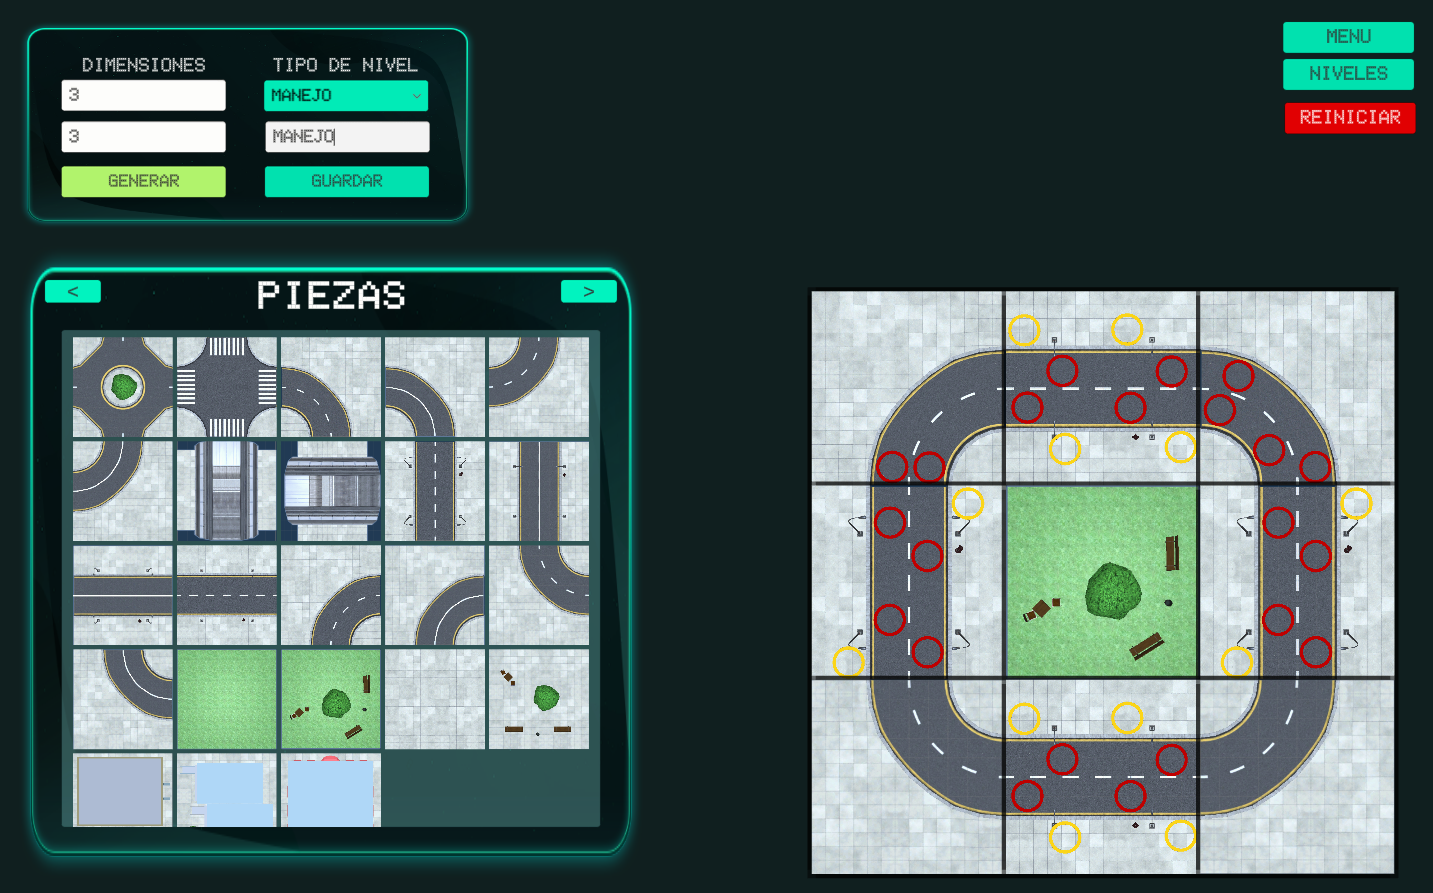 DIMENSIONES
TIPO DE NIVEL
3
MANEJO
3
MANEJO
GENERAR
GUARDAR
MENU
NIVELES
REINICIAR
<
PIEZAS
>